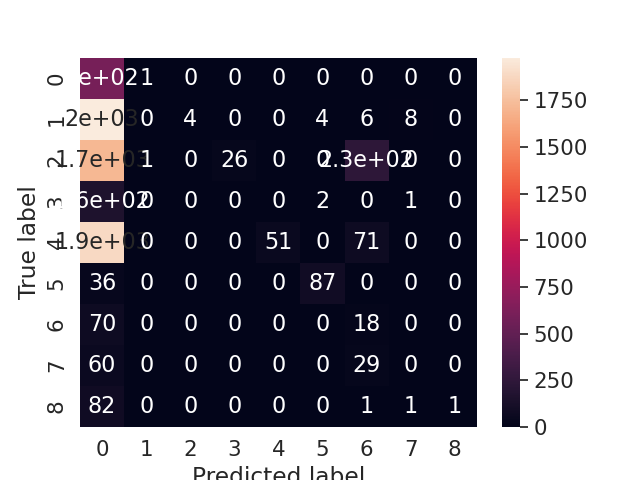 0 e+02 1 0 0 0 0 0 0 0
1 2e+03 0 4 0 0 4 6 8 0
2 1.7e+03 1 0 26 0 0 2.3e+02 0 0
3 6e+02 0 0 0 0 2 0 1 0
4 1.9e+03 0 0 0 51 0 71 0 0
5 36 0 0 0 0 87 0 0 0
6 70 0 0 0 0 0 18 0 0
7 60 0 0 0 0 0 29 0 0
8 82 0 0 0 0 0 1 1 1
0 1 2 3 4 5 6 7 8
Predicted label
True label
1750
1500
1250
1000
750
500
250
0